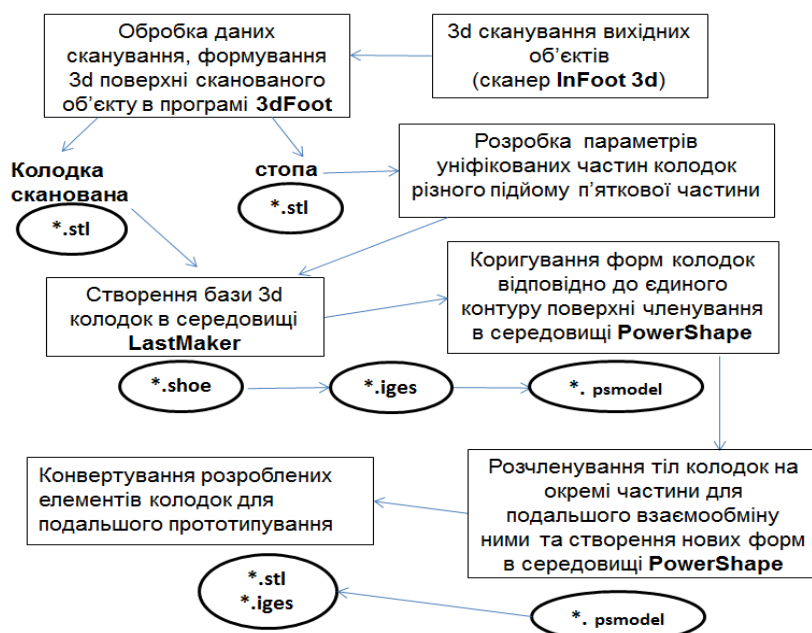 Обробка даних
сканування, формування
3d поверхні сканованого
об’єкту в програмі 3dFoot
3d сканування вихідних
об’єктів
(сканер InFoot 3d)
Колодка
сканована
*.stl
стопа
*.stl
Розробка параметрів
уніфікованих частин колодок
різного підйому п’яткової частини
Створення бази 3d
колодок в середовищі
LastMaker
Коригування форм колодок
відповідно до єдиного
контуру поверхні членування
в середовищі PowerShape
*.shoe
*.iges
*. psmodel
Конвертування розроблених
елементів колодок для
подальшого прототипування
Розчленування тіл колодок на
окремі частини для
подальшого взаємообміну
ними та створення нових форм
в середовищі PowerShape
*.stl
*.iges
*. psmodel